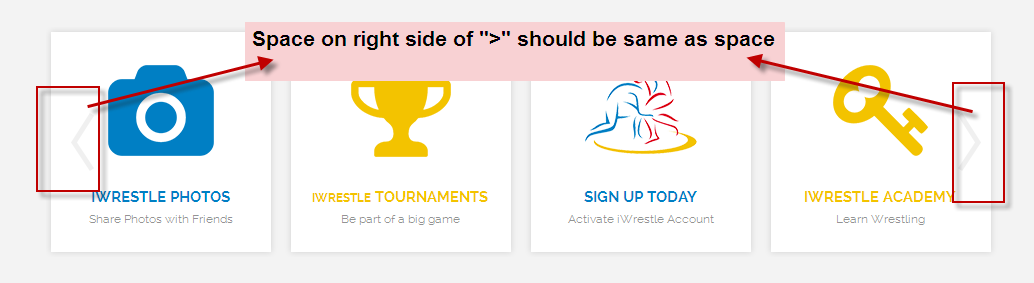 Space on right side of ">" should be same as space
IWRESTLE PHOTOS
Share Photos with Friends
IWRESTLE TOURNAMENTS
Be part of a big game
SIGN UP TODAY
Activate iWrestle Account
IWRESTLE ACADEMY
Learn Wrestling